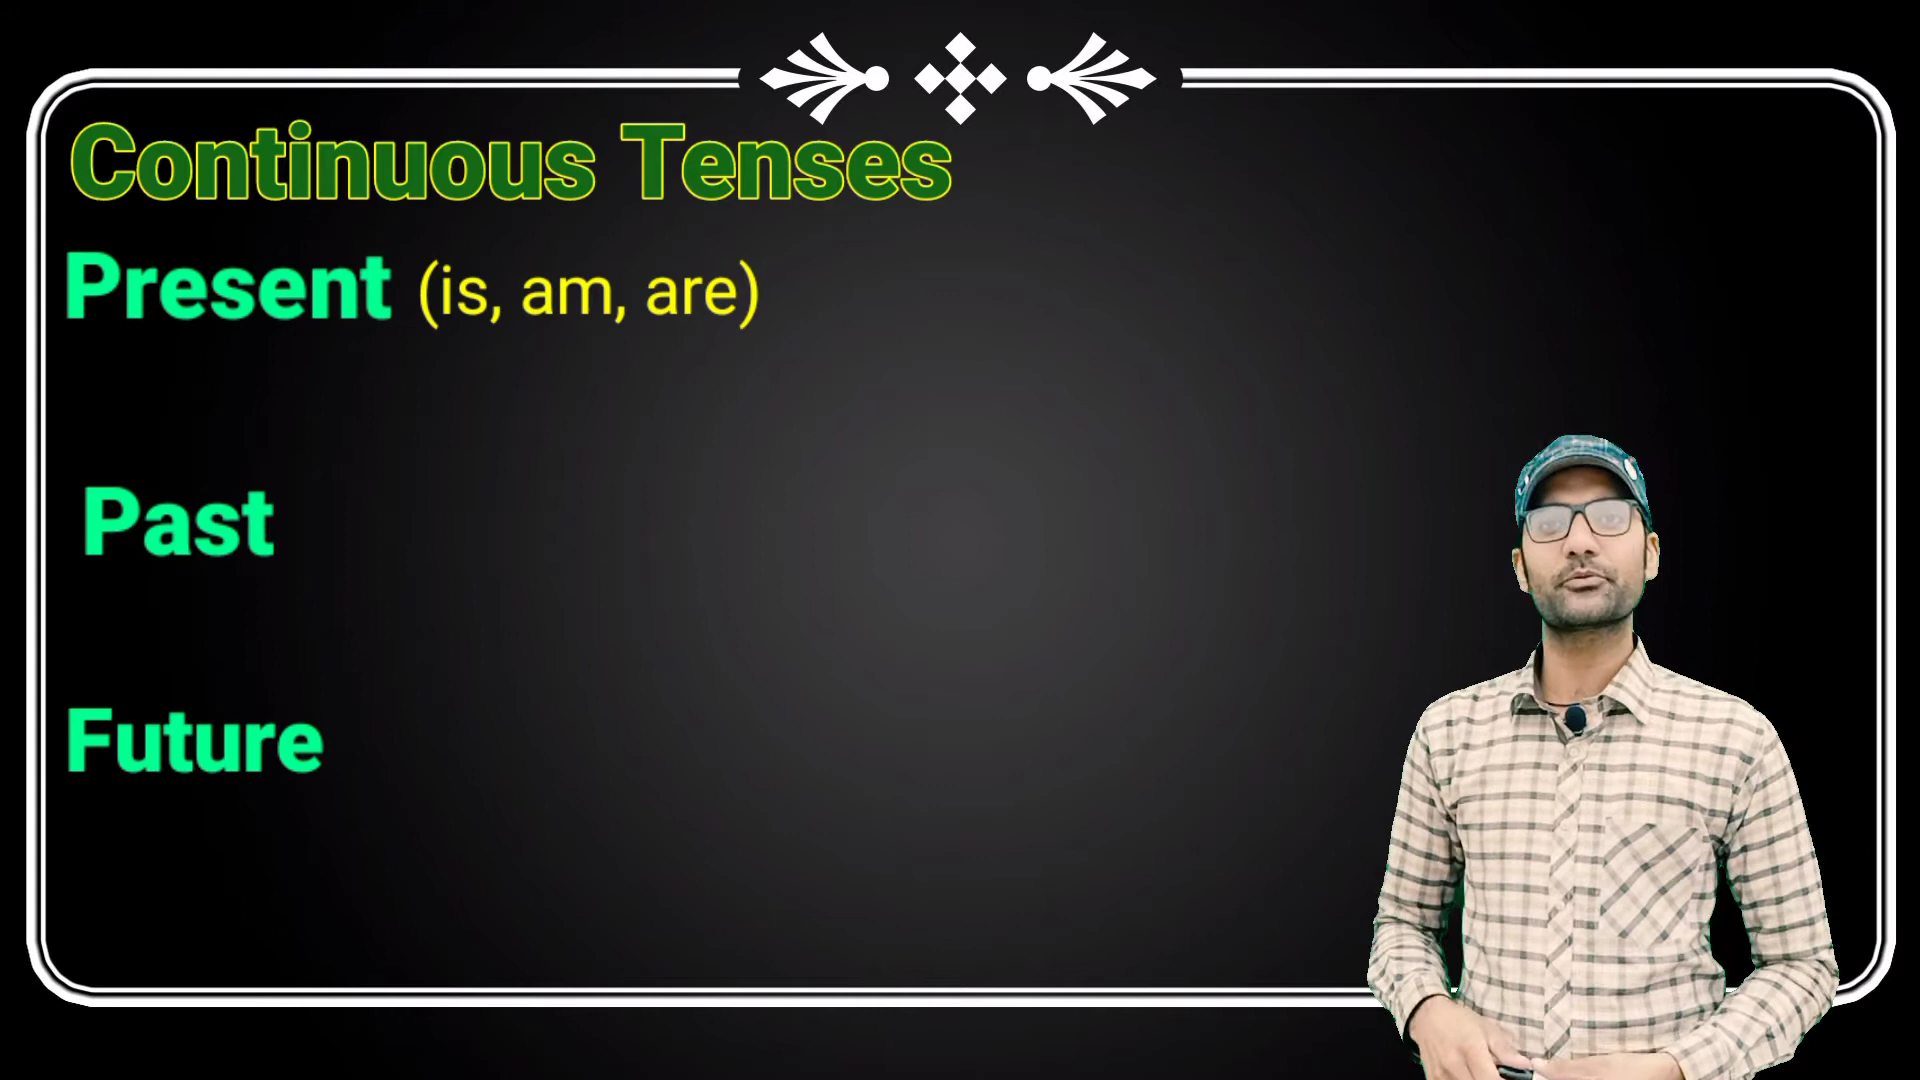 Continuous Tenses
Present (is, am, are)
Past
Future